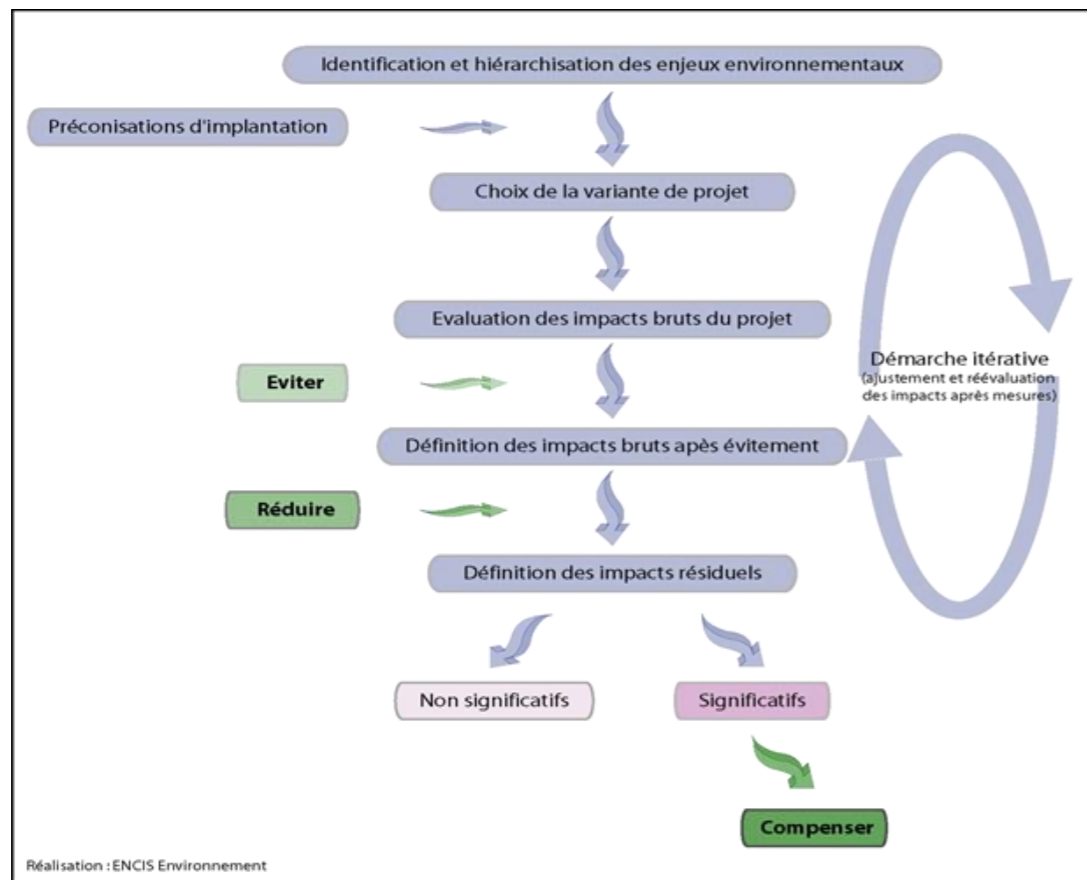 Identification et hiérarchisation des enjeux environnementaux
Préconisations d'implantation
Choix de la variante de projet
Evaluation des impacts bruts du projet
Démarche itérative
(ajustement et réévaluation
des impacts après mesures)
Eviter
Définition des impacts bruts apès évitement
Réduire
Définition des impacts résiduels
Non significatifs
Significatifs
Compenser
Réalisation : ENCIS Environnement